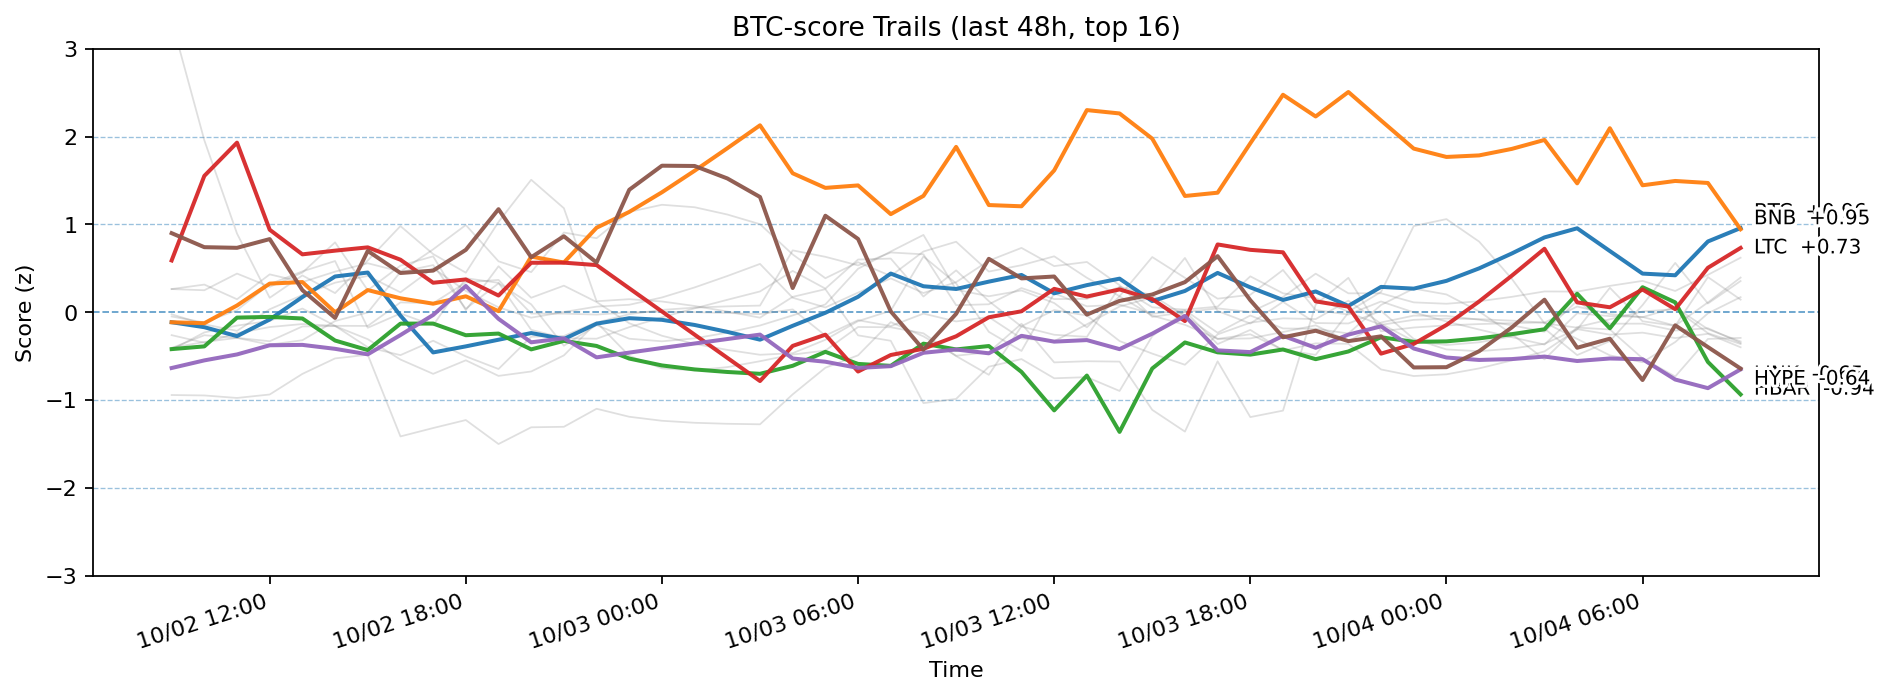 BTC-score Trails (last 48h, top 16)
Score (z)
3
2
1
0
−1
−2
−3
BNB +0.95
LTC +0.73
HYPE -0.64
HBAR -0.94
10/02 12:00
10/02 18:00
10/03 00:00
10/03 06:00
10/03 12:00
10/03 18:00
10/04 00:00
10/04 06:00
Time